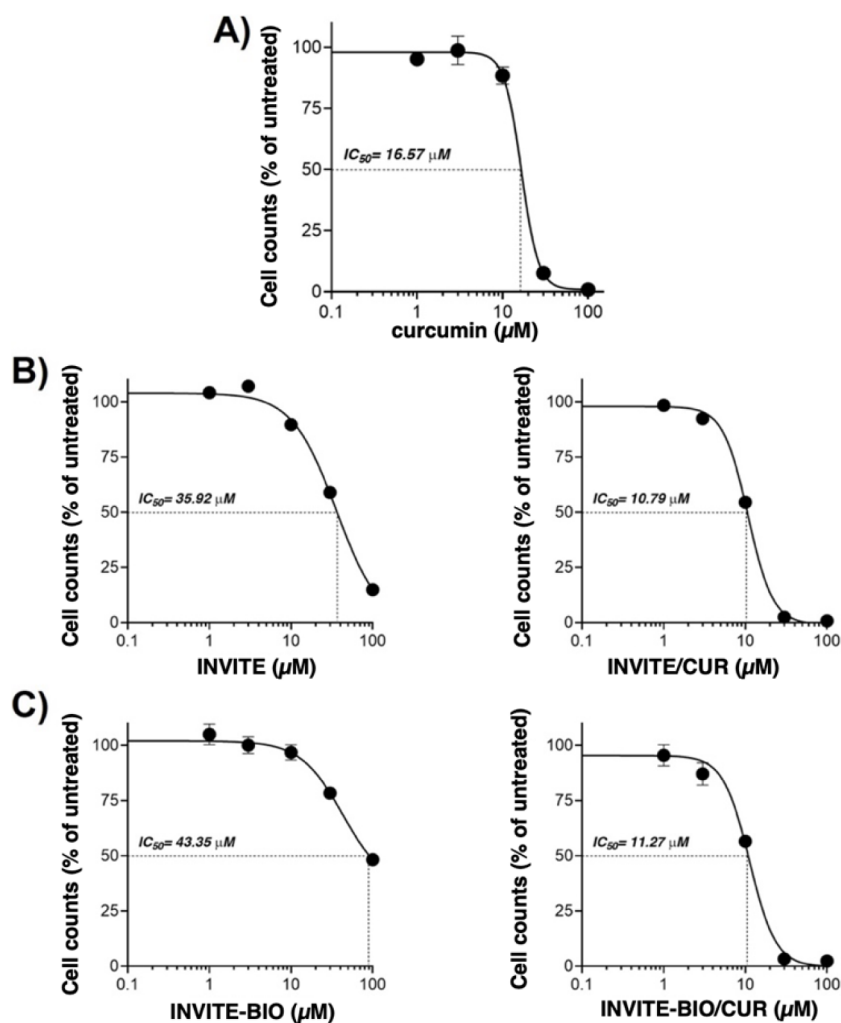 A)
Cell counts (% of untreated)
100
75
50
25
0
IC50= 16.57 µM
0.1 1 10 100
curcumin (µM)
B)
Cell counts (% of untreated)
100
75
50
25
0
IC50= 35.92 µM
0.1 1 10 100
INVITE (µM)
Cell counts (% of untreated)
100
75
50
25
0
IC50= 10.79 µM
0.1 1 10 100
INVITE/CUR (µM)
C)
Cell counts (% of untreated)
100
75
50
25
0
IC50= 43.35 µM
0.1 1 10 100
INVITE-BIO (µM)
Cell counts (% of untreated)
100
75
50
25
0
IC50= 11.27 µM
0.1 1 10 100
INVITE-BIO/CUR (µM)